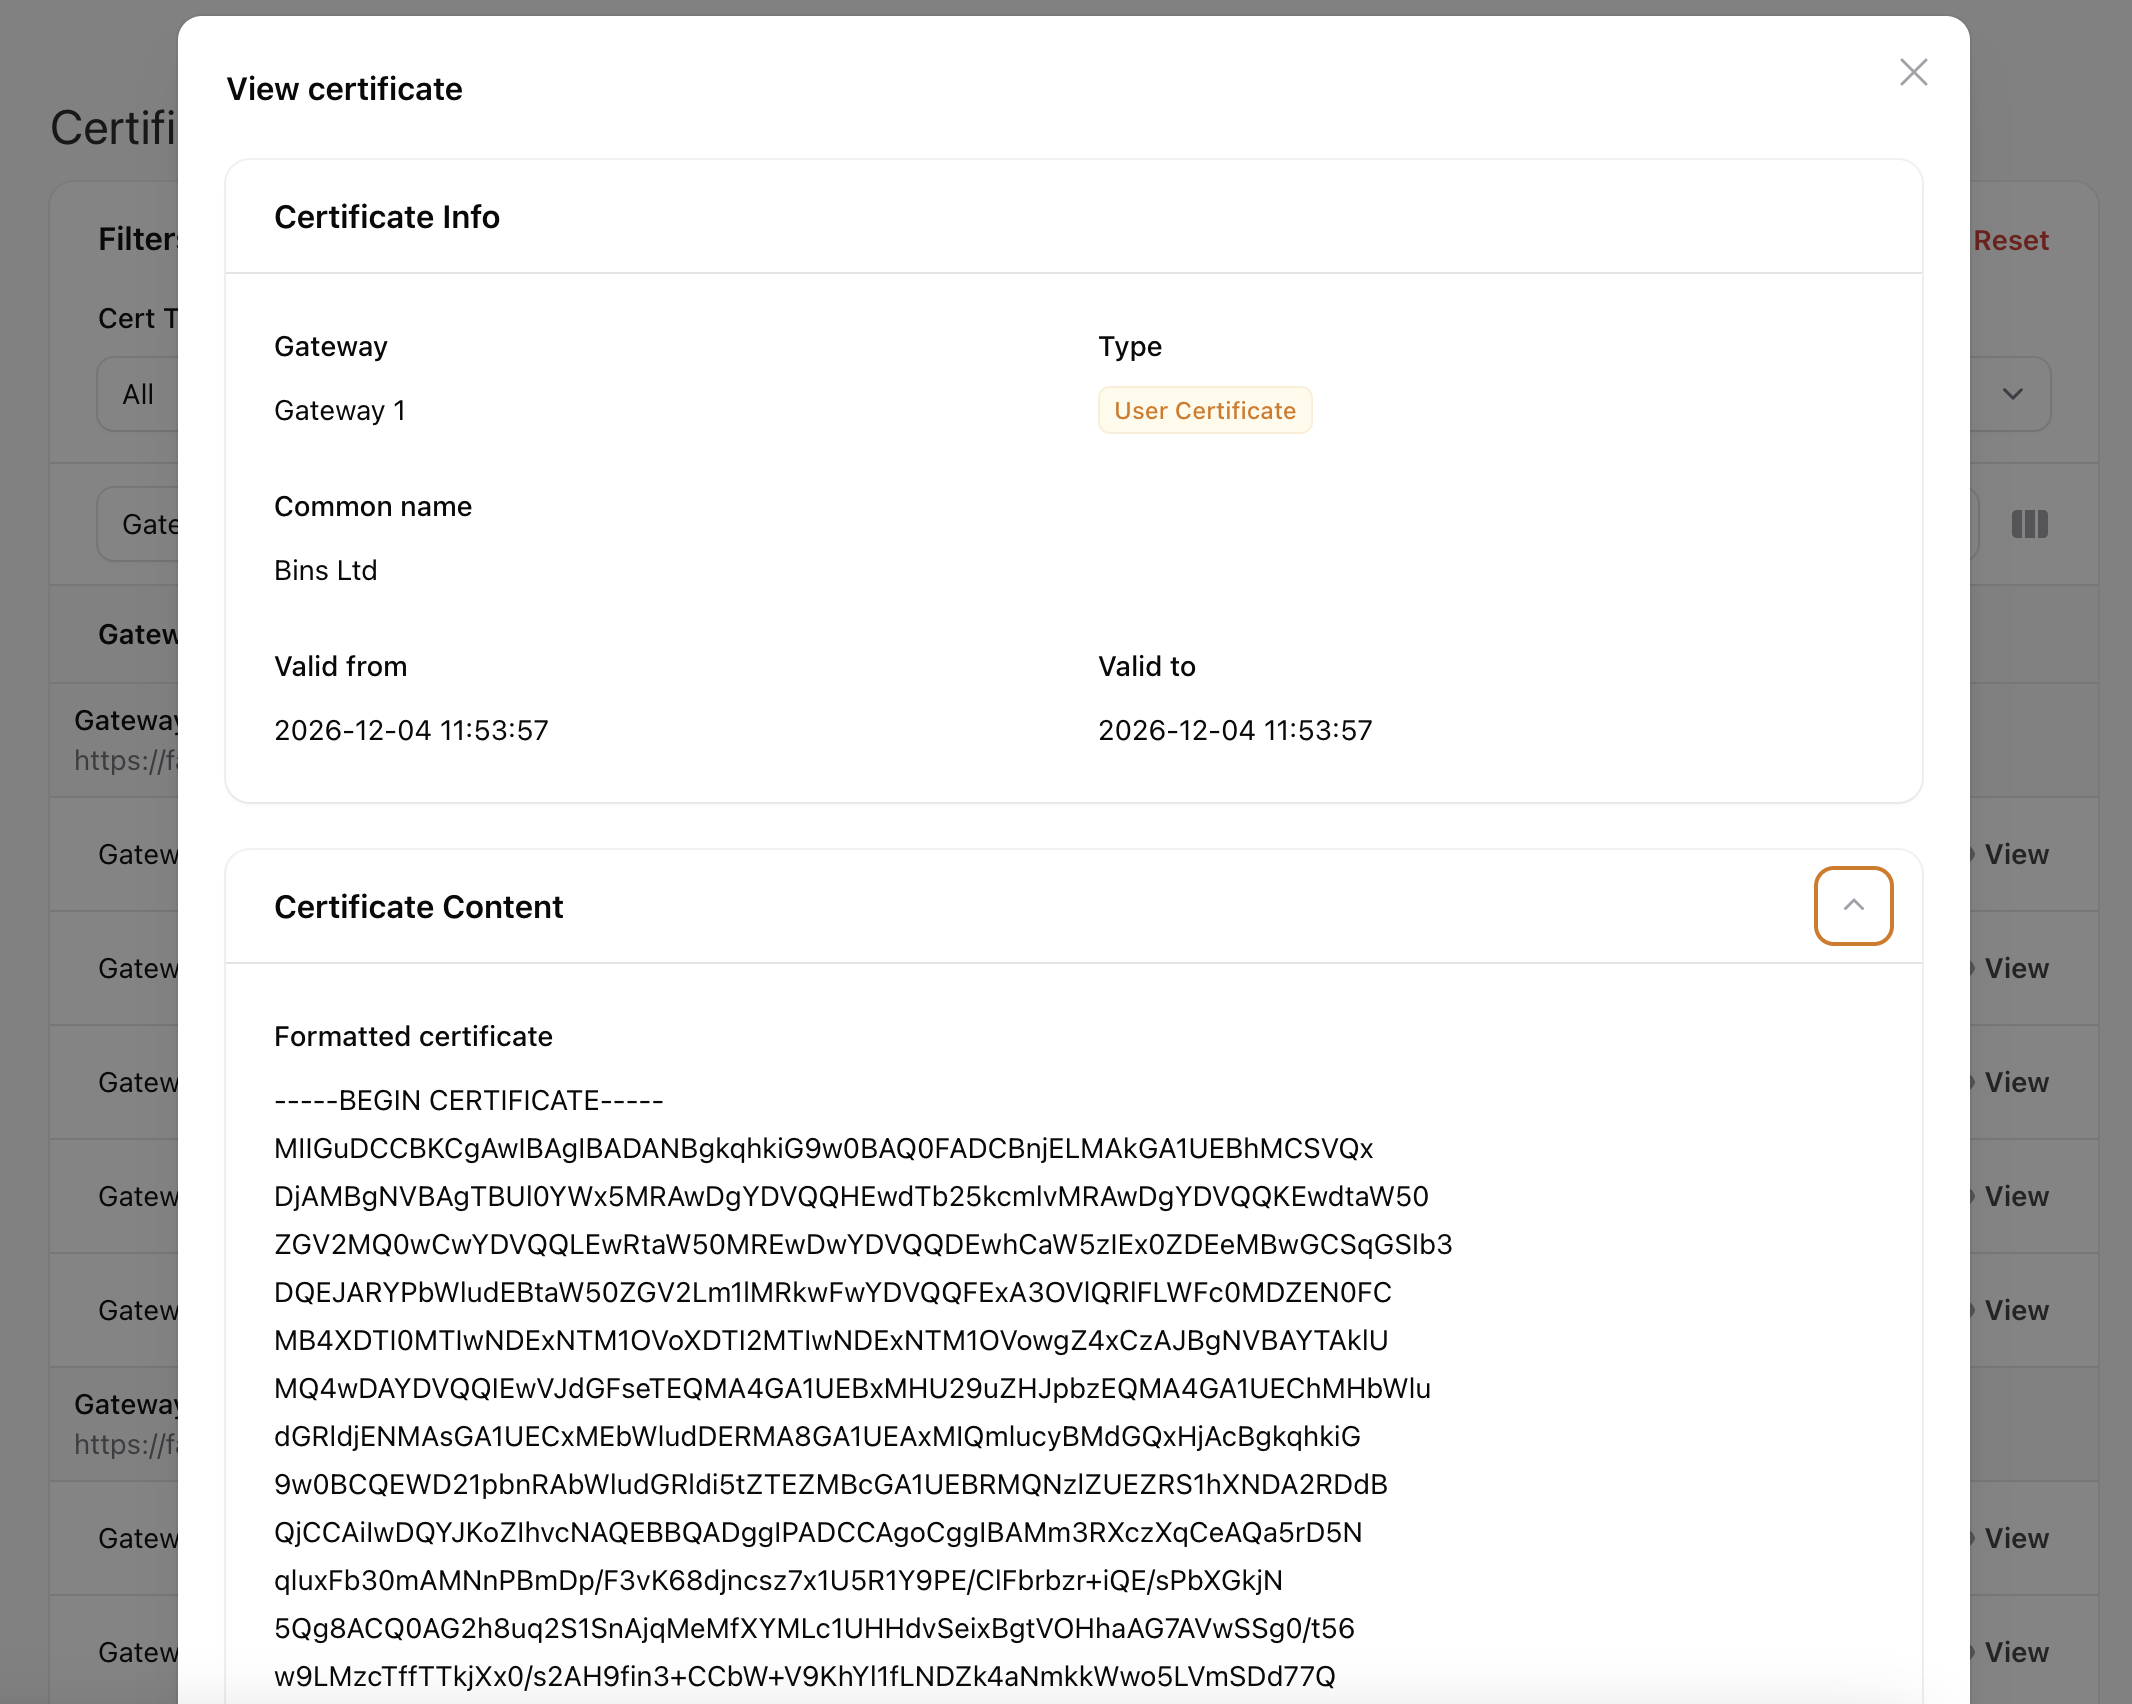 View certificate
Certifi
Certificate Info
Filters
Reset
Cert T
Gateway
Type
All
Gateway 1
User Certificate
Common name
Gate
Bins Ltd
Gatew
Valid from
Valid to
Gateway
2026-12-04 11:53:57
2026-12-04 11:53:57
https://fa
Gatew
View
Certificate Content
Gatew
View
Formatted certificate
Gatew
View
-----BEGIN CERTIFICATE-----
MIIGuDCCBKCgAwIBAgIBADANBgkqhkiG9w0BAQ0FADCBnjELMAkGA1UEBhMCSVQx
DjAMBgNVBAgTBUl0YWx5MRAwDgYDVQQHEwdTb25kcmlvMRAwDgYDVQQKEwdtaW50
Gatew
View
ZGV2MQ0wCwYDVQQLEwRtaW50MREwDwYDVQQDEwhCaW5zIEx0ZDEeMBwGCSqGSIb3
DQEJARYPbWludEBtaW50ZGV2Lm1lMRkwFwYDVQQFExA3OVlQRlFLWFc0MDZEN0FC
Gatew
View
MB4XDTI0MTIwNDExNTM1OVoXDTI2MTIwNDExNTM1OVowgZ4xCzAJBgNVBAYTAklU
MQ4wDAYDVQQIEwVJdGFseTEQMA4GA1UEBxMHU29uZHJpbzEQMA4GA1UEChMHbWlu
Gateway
dGRldjENMAsGA1UECxMEbWludDERMA8GA1UEAxMIQmlucyBMdGQxHjAcBgkqhkiG
https://fa
9w0BCQEWD21pbnRAbWludGRldi5tZTEZMBcGA1UEBRMQNzlZUEZRS1hXNDA2RDdB
QjCCAiIwDQYJKoZIhvcNAQEBBQADggIPADCCAgoCggIBAMm3RXczXqCeAQa5rD5N
Gatew
View
qluxFb30mAMNnPBmDp/F3vK68djncsz7x1U5R1Y9PE/ClFbrbzr+iQE/sPbXGkjN
5Qg8ACQ0AG2h8uq2S1SnAjqMeMfXYMLc1UHHdvSeixBgtVOHhaAG7AVwSSg0/t56
Gatew
View
w9LMzcTffTTkjXx0/s2AH9fin3+CCbW+V9KhYl1fLNDZk4aNmkkWwo5LVmSDd77Q